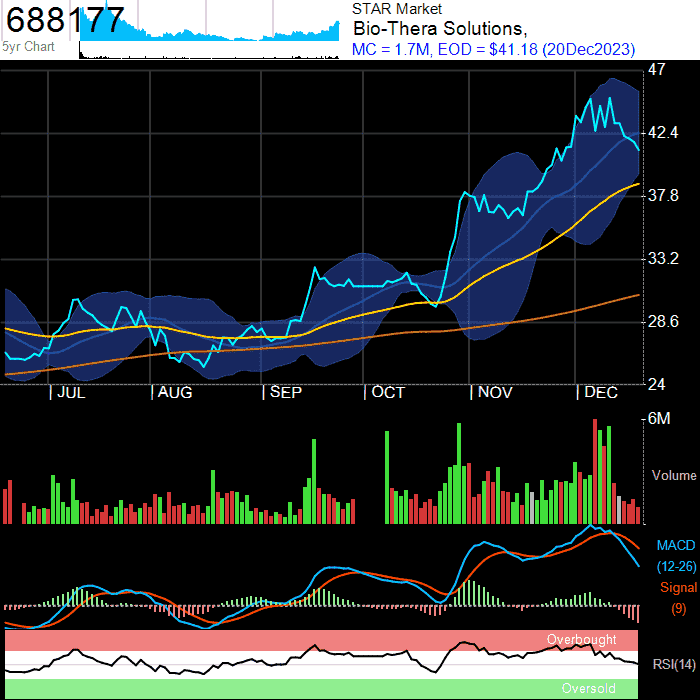 688177
5yr Chart
STAR Market
Bio-Thera Solutions,
MC = 1.7M, EOD = $41.18 (20Dec2023)
47
42.4
37.8
33.2
28.6
24
JUL AUG SEP OCT NOV DEC
6M
Volume
MACD
(12-26)
Signal
(9)
Overbought
RSI(14)
Oversold